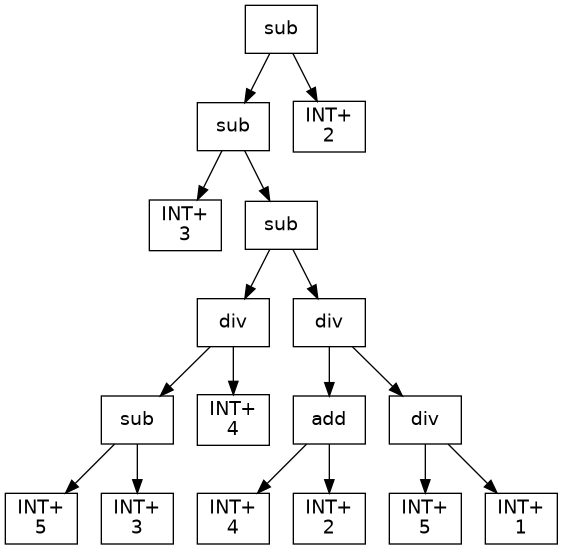 sub
sub
INT+
2
INT+
3
sub
div
div
sub
INT+
4
add
div
INT+
5
INT+
3
INT+
4
INT+
2
INT+
5
INT+
1